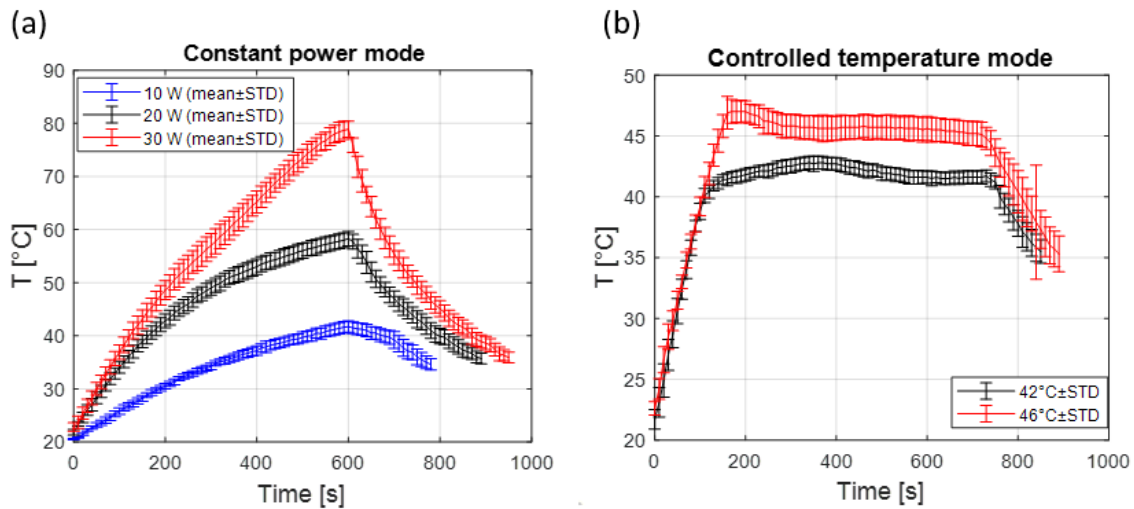 (a)
Constant power mode
90
80
70
60
50
40
30
20
0
200
400
600
800
1000
T [°C]
Time [s]
10 W (mean±STD)
20 W (mean±STD)
30 W (mean±STD)
(b)
Controlled temperature mode
50
45
40
35
30
25
20
0
200
400
600
800
1000
T [°C]
Time [s]
42°C±STD
46°C±STD